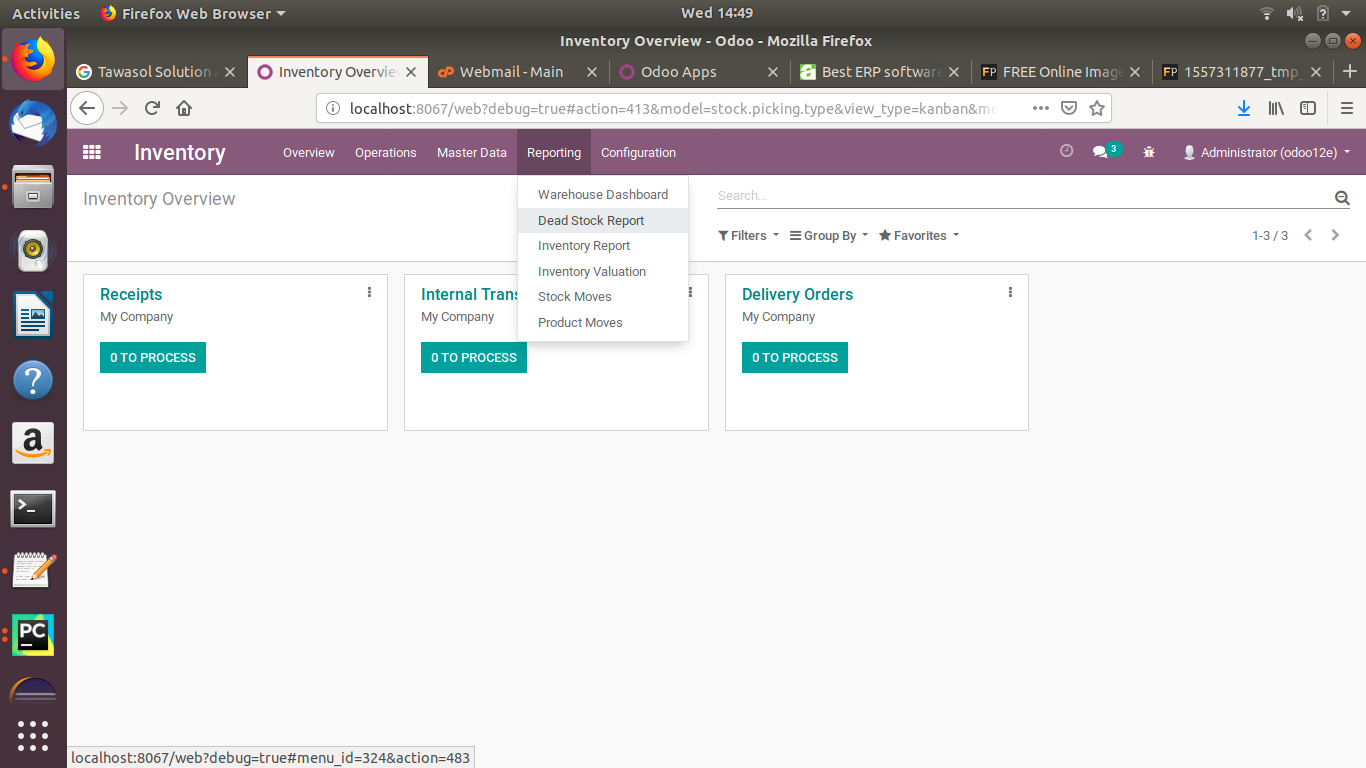 Activities Firefox Web Browser Wed 14:49
Inventory Overview - Odoo - Mozilla Firefox
Tawasol Solution Inventory Overvie Webmail - Main Odoo Apps Best ERP software FREE Online Image 1557311877_tmp_
localhost:8067/web?debug=true#action=413&model=stock.picking.type&view_type=kanban&me
Inventory Overview Operations Master Data Reporting Configuration 3 Administrator (odoo12e)
Inventory Overview
Search...
Filters Group By Favorites 1-3 / 3
Warehouse Dashboard
Dead Stock Report
Inventory Report
Inventory Valuation
Stock Moves
Product Moves
Receipts
My Company
0 TO PROCESS
Internal Trans
My Company
0 TO PROCESS
Delivery Orders
My Company
0 TO PROCESS
PC
localhost:8067/web?debug=true#menu_id=324&action=483